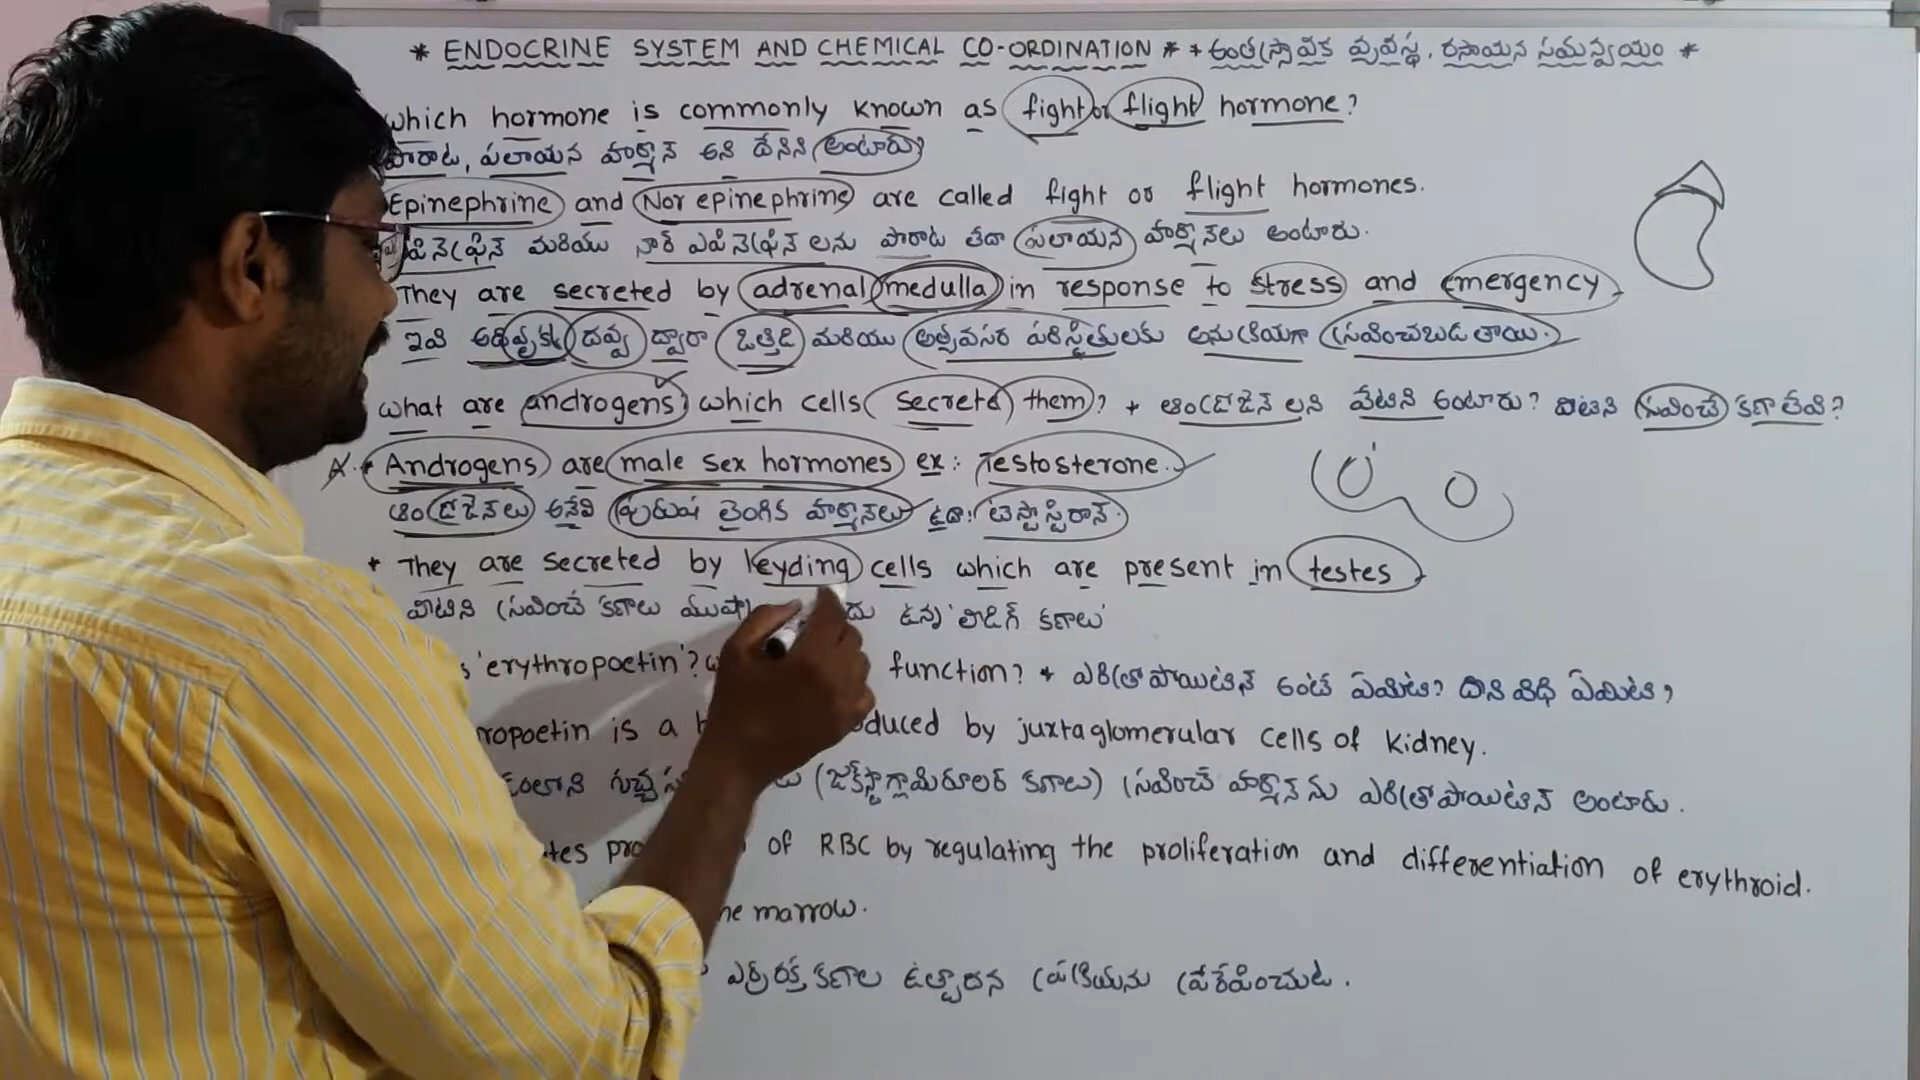 * ENDOCRINE SYSTEM AND CHEMICAL CO-ORDINATION * * అంతఃస్రావిక వ్యవస్థ, రసాయన సమన్వయం *
which hormone is commonly known as fight or flight hormone?
పోరాట, పలాయన హార్మోన్ అని దేనిని అంటారు?
Epinephrine and Nor epinephrine are called fight or flight hormones.
ఎపినెఫ్రిన్ మరియు నార్ ఎపినెఫ్రిన్ లను పోరాట లేదా పలాయన హార్మోన్లు అంటారు.
They are secreted by adrenal medulla in response to stress and emergency
ఇవి అధివృక్క దవ్వ ద్వారా ఒత్తిడి మరియు అత్యవసర పరిస్థితులకు అనుక్రియగా స్రవించబడతాయి.
what are androgens, which cells secrete them? * ఆండ్రోజెన్ లని వేటిని అంటారు? వీటిని స్రవించే కణాలేవి?
A. * Androgens are male sex hormones ex: Testosterone.
ఆండ్రోజెన్లు అనేవి పురుష లైంగిక హార్మోన్లు ఉదా: టెస్టోస్టిరాన్.
* They are secreted by leyding cells which are present in testes
వీటిని స్రవించే కణాలు ఉన్న 'లీడిగ్ కణాలు'
'erythropoetin'? function? * ఎరిత్రోపాయిటిన్ అంటే ఏమిటి? దాని విధి ఏమిటి?
ropoetin is a duced by juxtaglomerular cells of kidney.
గుచ్ఛ (జక్స్టాగ్లామెరూలర్ కణాలు) స్రవించే హార్మోన్ ను ఎరిత్రోపాయిటిన్ అంటారు.
of RBC by regulating the proliferation and differentiation of erythroid.
marrow.
ఎర్రరక్త కణాల ఉత్పాదన ప్రక్రియను ప్రేరేపించుట.